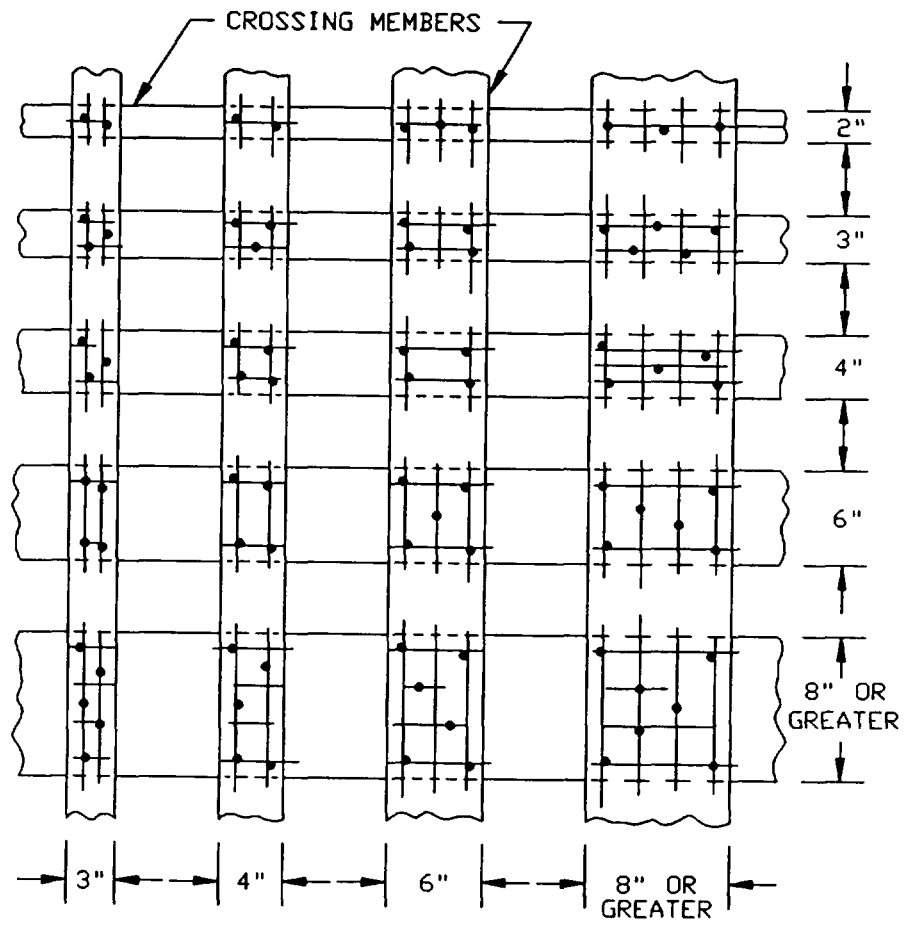 CROSSING MEMBERS
2"
3"
4"
6"
8" OR
GREATER
3"
4"
6"
8" OR
GREATER